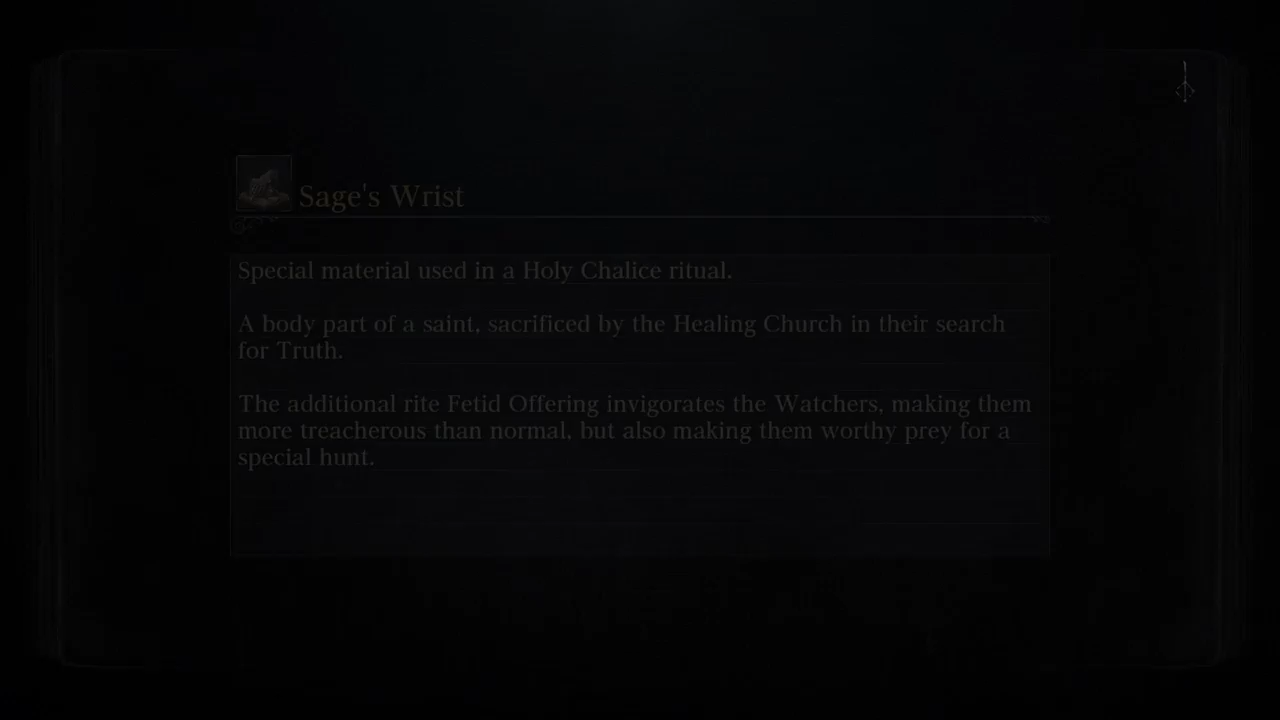 Sage's Wrist
Special material used in a Holy Chalice ritual.
A body part of a saint, sacrificed by the Healing Church in their search
for Truth.
The additional rite Fetid Offering invigorates the Watchers, making them
more treacherous than normal, but also making them worthy prey for a
special hunt.